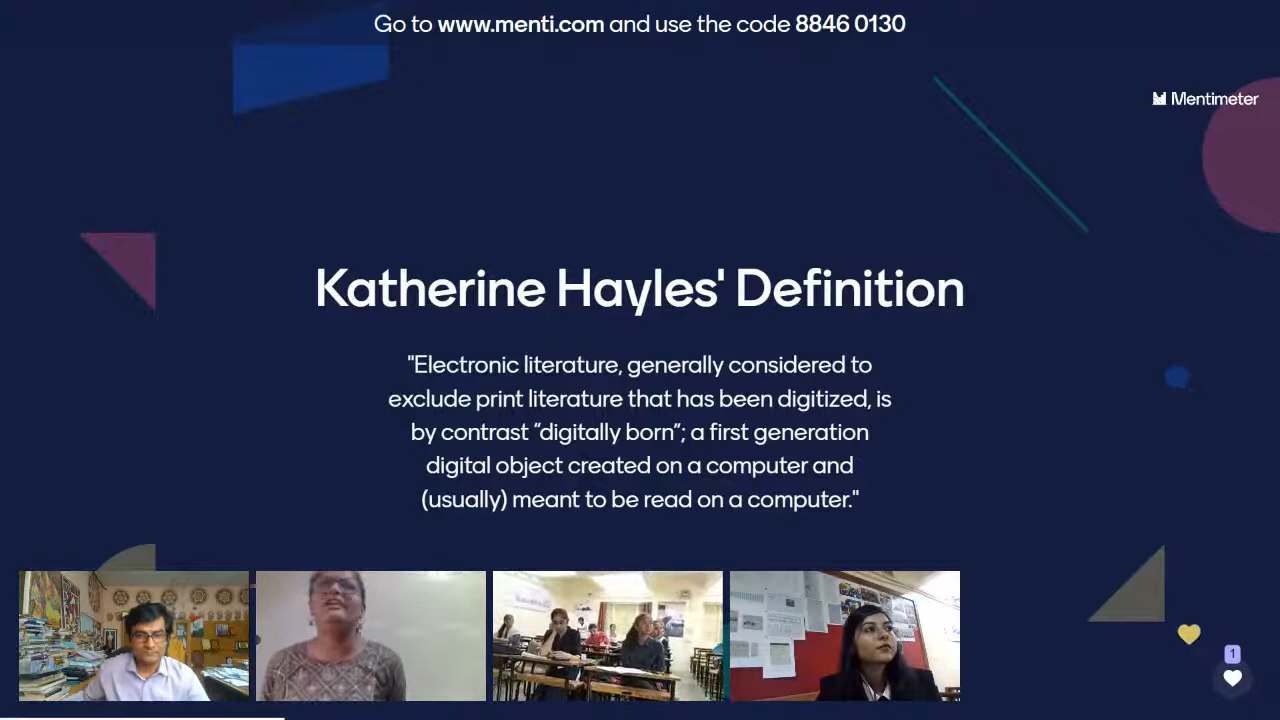 Go to www.menti.com and use the code 8846 0130
Mentimeter
Katherine Hayles' Definition
"Electronic literature, generally considered to
exclude print literature that has been digitized, is
by contrast “digitally born”; a first generation
digital object created on a computer and
(usually) meant to be read on a computer."
1